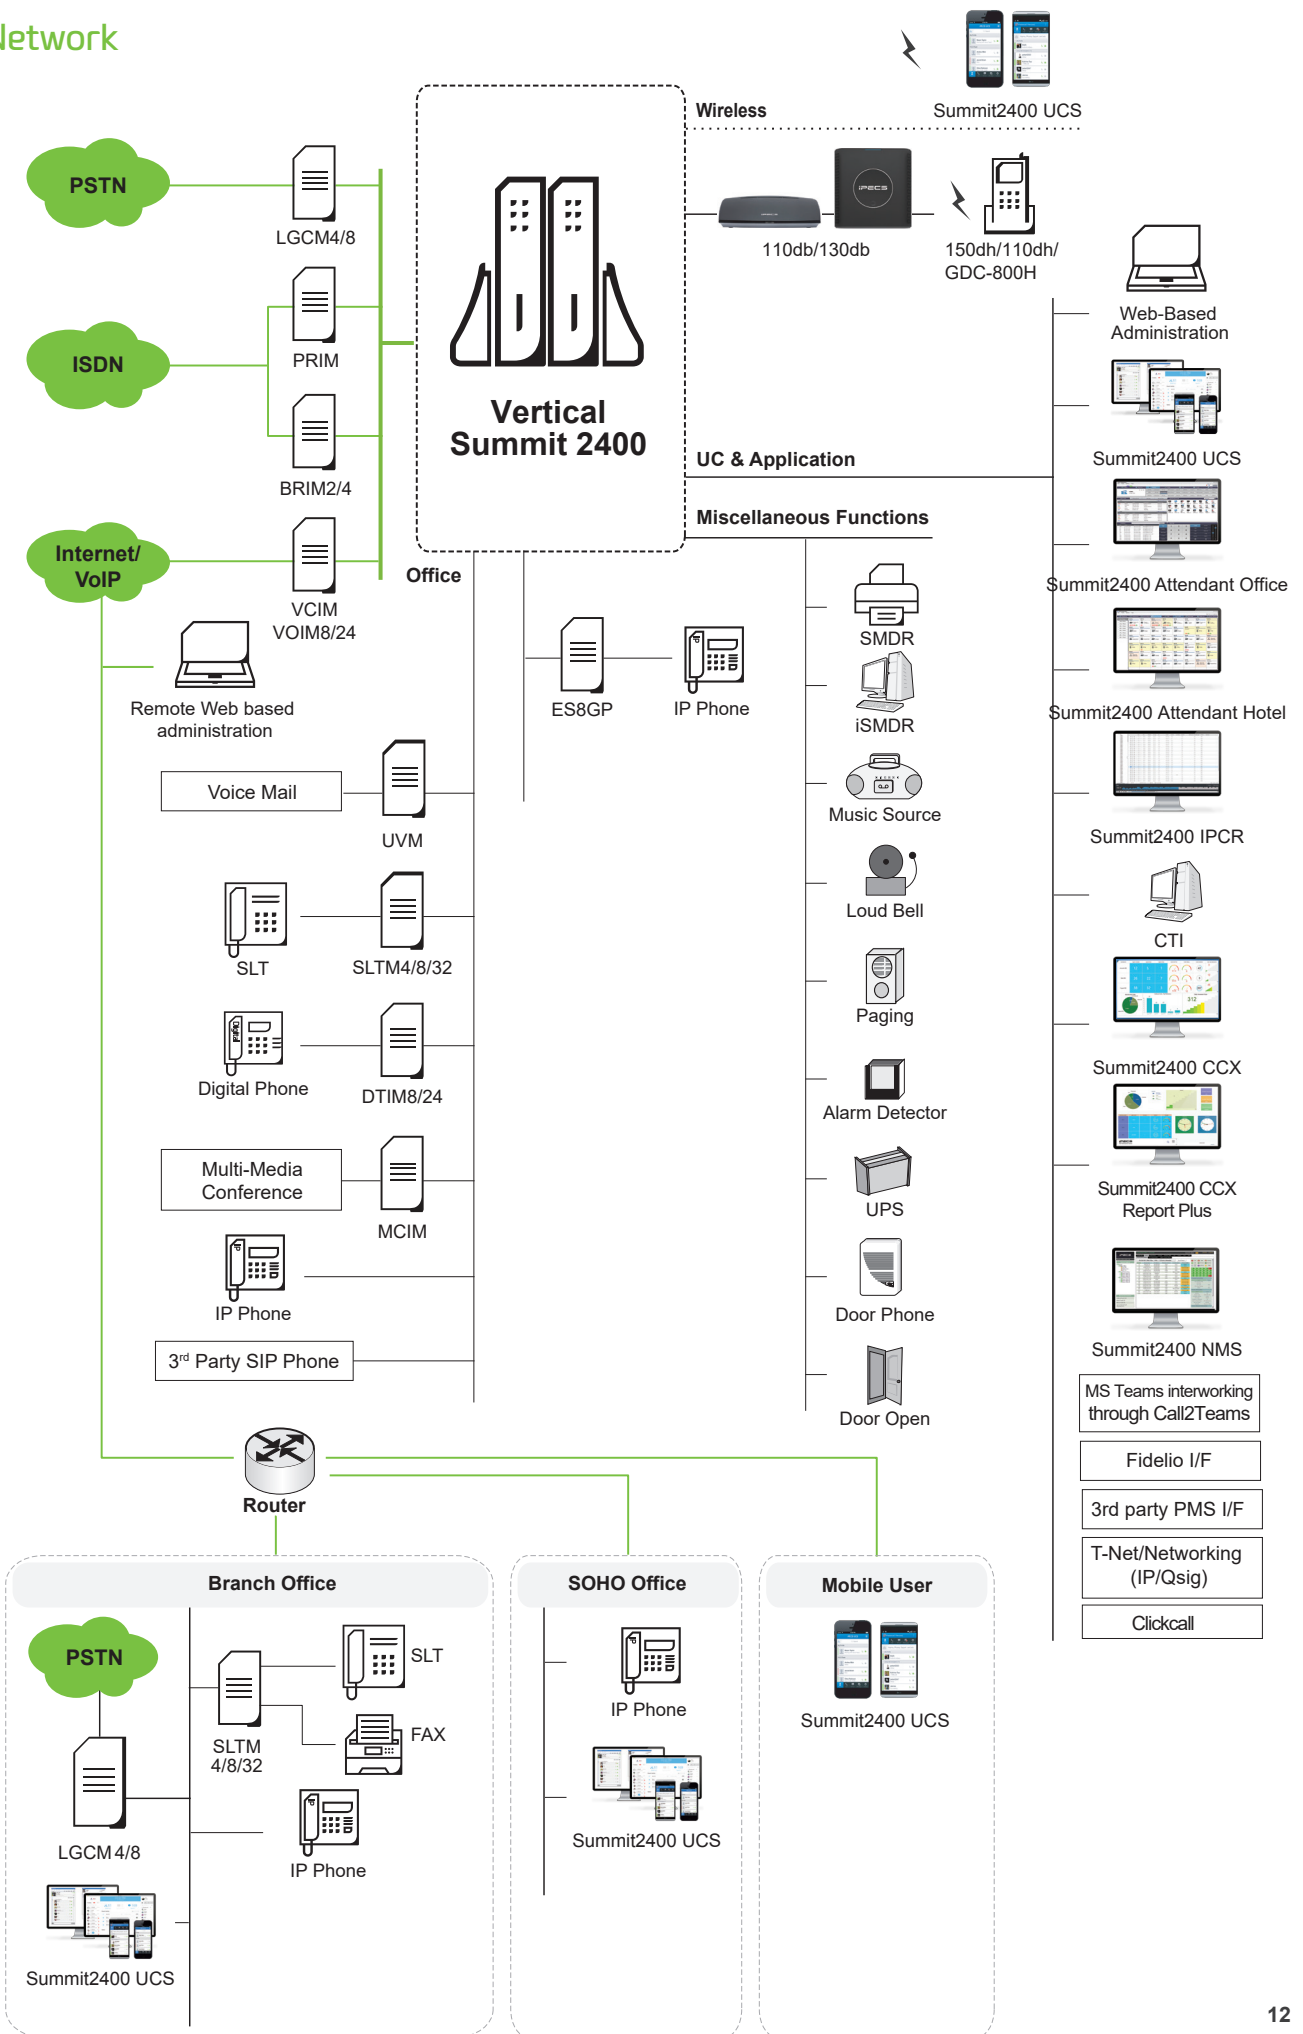 Network
Summit2400 UCS
Wireless
iPECS
110db/130db
150dh/110dh/
GDC-800H
PSTN
LGCM4/8
ISDN
PRIM
BRIM2/4
Internet/
VoIP
VCIM
VOIM8/24
Vertical
Summit 2400
UC & Application
Miscellaneous Functions
Office
Remote Web based
administration
Voice Mail
UVM
SLT
SLTM4/8/32
Digital
Digital Phone
DTIM8/24
Multi-Media
Conference
MCIM
IP
IP Phone
3rd Party SIP Phone
ES8GP
IP
IP Phone
SMDR
iSMDR
Music Source
Loud Bell
Paging
Alarm Detector
UPS
Door Phone
Door Open
Web-Based
Administration
Summit2400 UCS
Summit2400 Attendant Office
Summit2400 Attendant Hotel
Summit2400 IPCR
CTI
312
Summit2400 CCX
Summit2400 CCX
Report Plus
Summit2400 NMS
MS Teams interworking
through Call2Teams
Fidelio I/F
3rd party PMS I/F
T-Net/Networking
(IP/Qsig)
Clickcall
Router
Branch Office
PSTN
LGCM 4/8
SLTM
4/8/32
SLT
FAX
IP
IP Phone
Summit2400 UCS
SOHO Office
IP
IP Phone
Summit2400 UCS
Mobile User
Summit2400 UCS
12